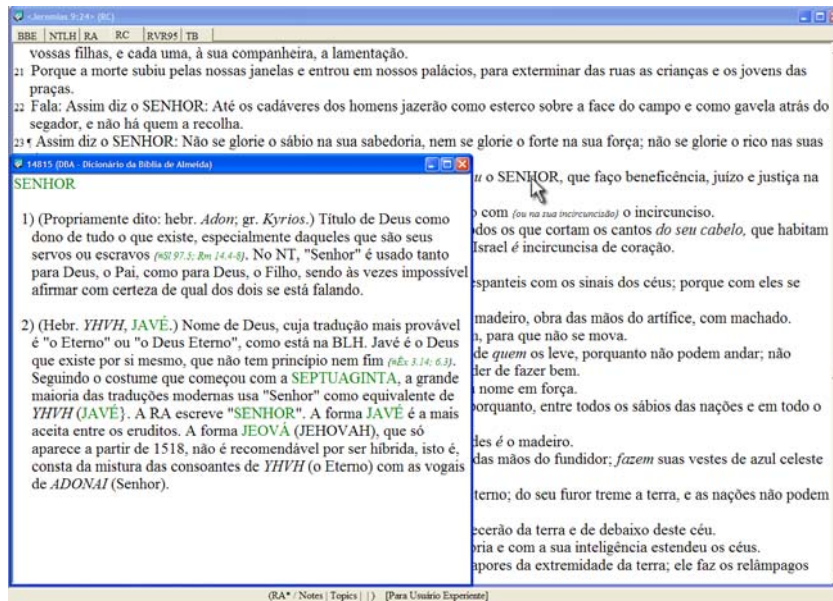 <Jeremias 9:24> (RC)
BBE NTLH RA RC RVR95 TB
vossas filhas, e cada uma, à sua companheira, a lamentação.
21 Porque a morte subiu pelas nossas janelas e entrou em nossos palácios, para exterminar das ruas as crianças e os jovens das
praças.
22 Fala: Assim diz o SENHOR: Até os cadáveres dos homens jazerão como esterco sobre a face do campo e como gavela atrás do
segador, e não há quem a recolha.
23 ¶ Assim diz o SENHOR: Não se glorie o sábio na sua sabedoria, nem se glorie o forte na sua força; não se glorie o rico nas suas
14815 (DBA - Dicionário da Bíblia de Almeida)
SENHOR
1) (Propriamente dito: hebr. Adon; gr. Kyrios.) Título de Deus como
dono de tudo o que existe, especialmente daqueles que são seus
servos ou escravos (#Sl 97.5; Rm 14.4-8). No NT, "Senhor" é usado tanto
para Deus, o Pai, como para Deus, o Filho, sendo às vezes impossível
afirmar com certeza de qual dos dois se está falando.
2) (Hebr. YHVH, JAVÉ.) Nome de Deus, cuja tradução mais provável
é "o Eterno" ou "o Deus Eterno", como está na BLH. Javé é o Deus
que existe por si mesmo, que não tem princípio nem fim (#Êx 3.14; 6.3).
Seguindo o costume que começou com a SEPTUAGINTA, a grande
maioria das traduções modernas usa "Senhor" como equivalente de
YHVH (JAVÉ}. A RA escreve "SENHOR". A forma JAVÉ é a mais
aceita entre os eruditos. A forma JEOVÁ (JEHOVAH), que só
aparece a partir de 1518, não é recomendável por ser híbrida, isto é,
consta da mistura das consoantes de YHVH (o Eterno) com as vogais
de ADONAI (Senhor).
u o SENHOR, que faço beneficência, juízo e justiça na
com (ou na sua incircuncisão) o incircunciso.
dos os que cortam os cantos do seu cabelo, que habitam
Israel é incircuncisa de coração.
espanteis com os sinais dos céus; porque com eles se
madeiro, obra das mãos do artífice, com machado.
, para que não se mova.
de quem os leve, porquanto não podem andar; não
der de fazer bem.
nome em força.
porquanto, entre todos os sábios das nações e em todo o
des é o madeiro.
das mãos do fundidor; fazem suas vestes de azul celeste
terno; do seu furor treme a terra, e as nações não podem
ecerão da terra e de debaixo deste céu.
oria e com a sua inteligência estendeu os céus.
apores da extremidade da terra; ele faz os relâmpagos
(RA* / Notes | Topics | | ) [Para Usuário Experiente]